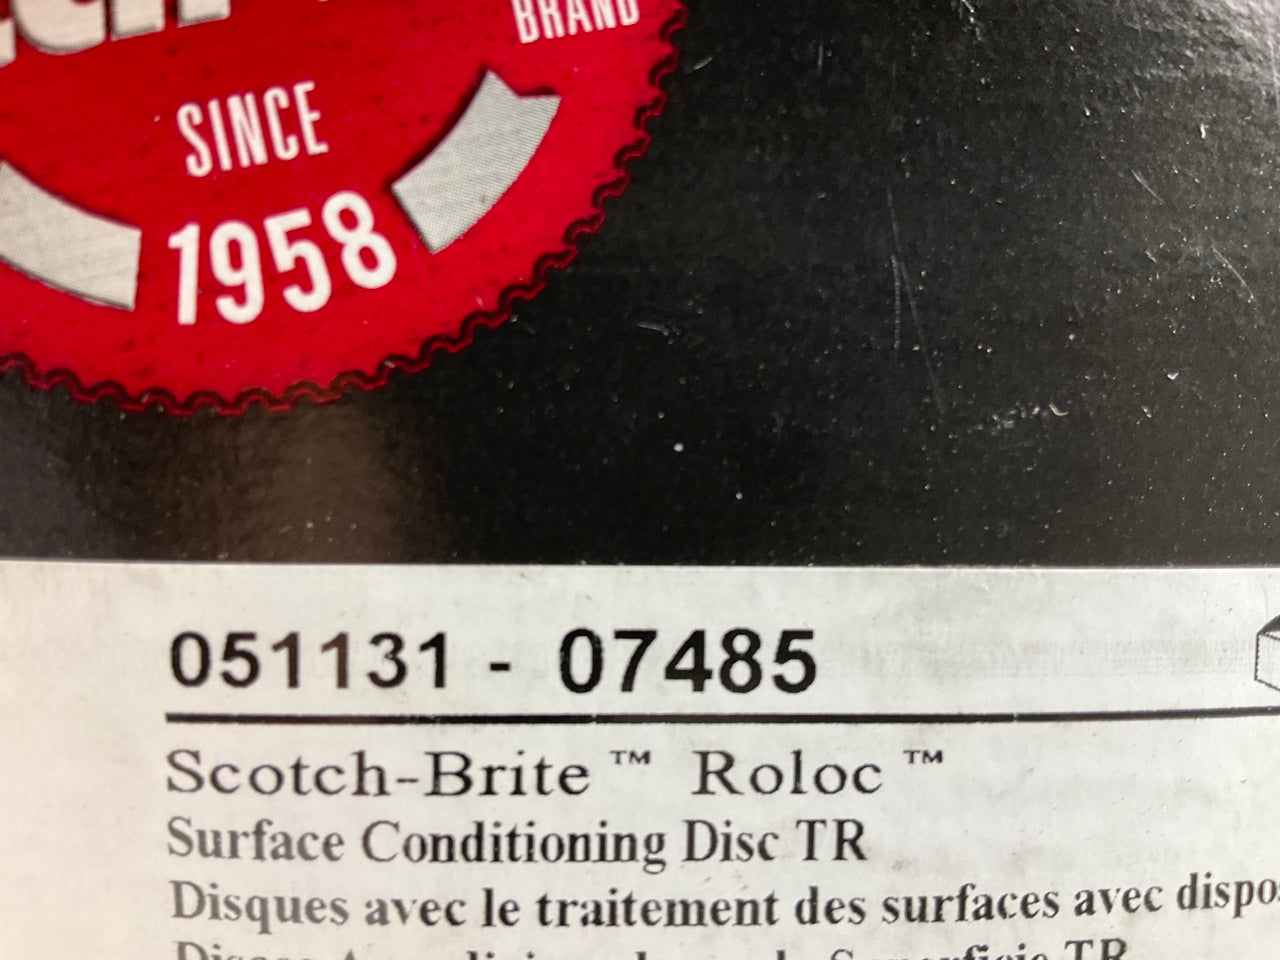 BRAND
SINCE
1958
051131 - 07485
Scotch-Brite ™ Roloc ™
Surface Conditioning Disc TR
Disques avec le traitement des surfaces avec
TR